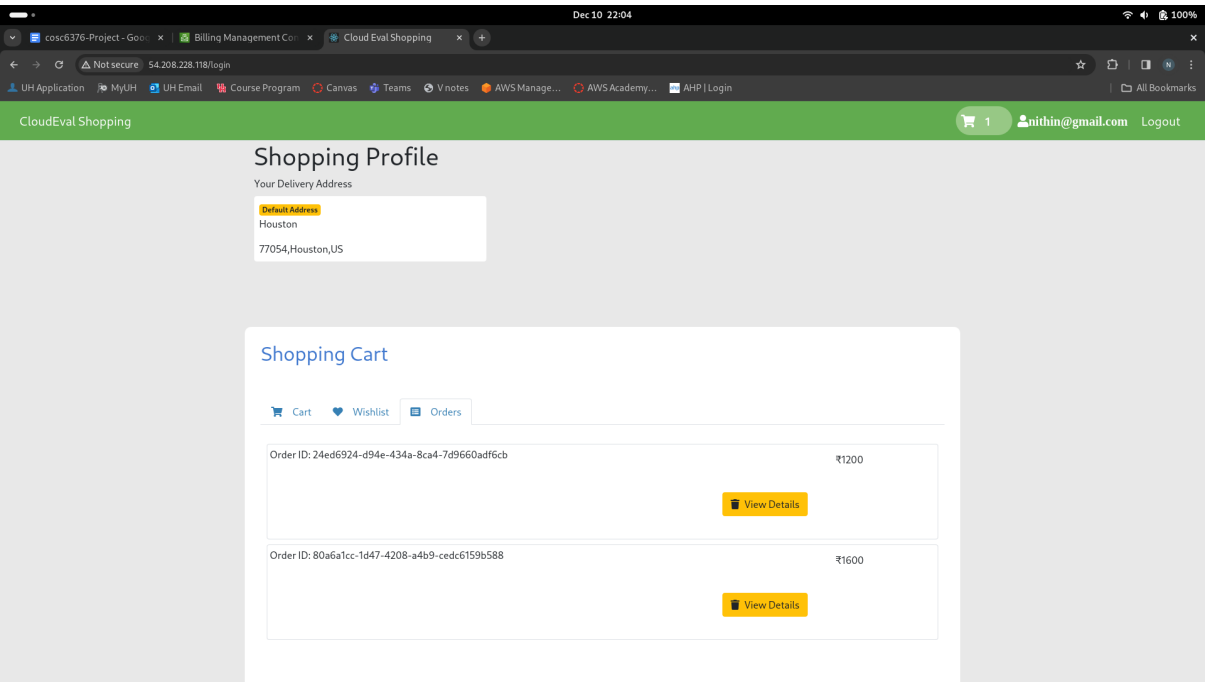 Dec 10 22:04
100%
cosc6376-Project - Goo
Billing Management Con
Cloud Eval Shopping
Not secure 54.208.228.118/login
N
UH Application MyUH UH Email Course Program Canvas Teams V notes AWS Manage... AWS Academy... AHP | Login All Bookmarks
CloudEval Shopping 1 nithin@gmail.com Logout
Shopping Profile
Your Delivery Address
Default Address
Houston
77054,Houston,US
Shopping Cart
Cart Wishlist Orders
Order ID: 24ed6924-d94e-434a-8ca4-7d9660adf6cb
₹1200
View Details
Order ID: 80a6a1cc-1d47-4208-a4b9-cedc6159b588
₹1600
View Details